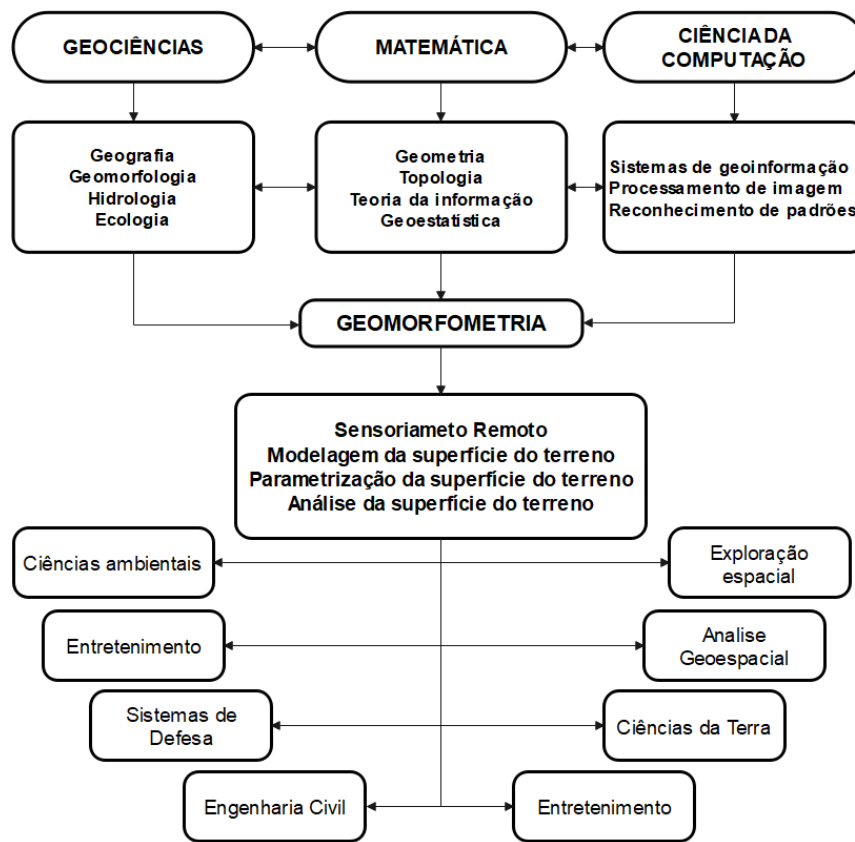 GEOCIÊNCIAS
MATEMÁTICA
CIÊNCIA DA
COMPUTAÇÃO
Geografia
Geomorfologia
Hidrologia
Ecologia
Geometria
Topologia
Teoria da informação
Geoestatística
Sistemas de geoinformação
Processamento de imagem
Reconhecimento de padrões
GEOMORFOMETRIA
Sensoriameto Remoto
Modelagem da superfície do terreno
Parametrização da superfície do terreno
Análise da superfície do terreno
Ciências ambientais
Exploração
espacial
Entretenimento
Analise
Geoespacial
Sistemas de
Defesa
Ciências da Terra
Engenharia Civil
Entretenimento